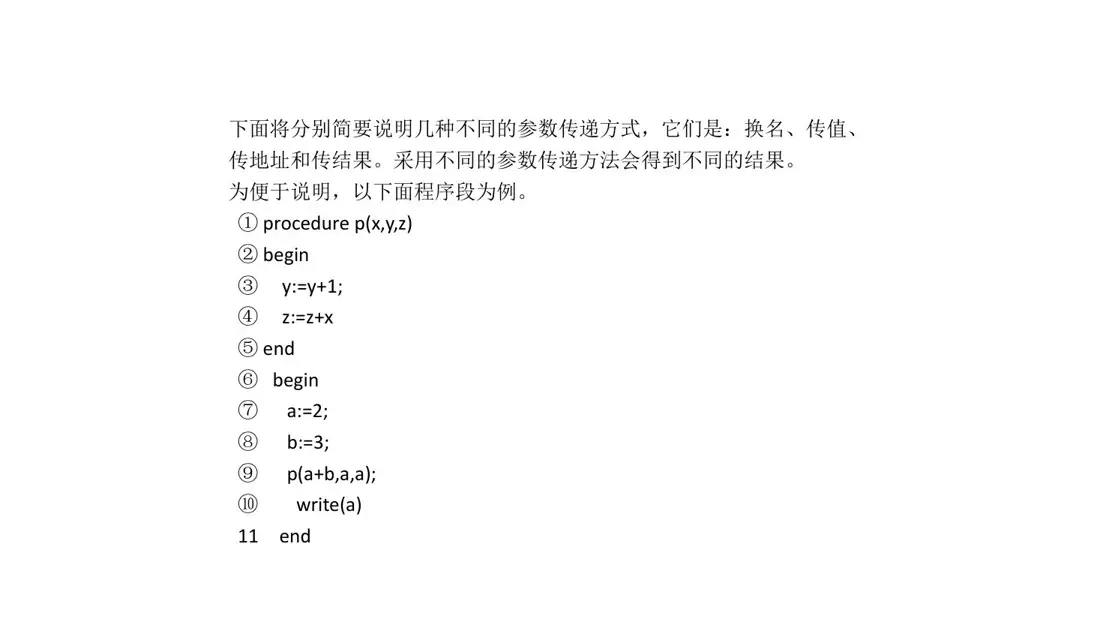 下面将分别简要说明几种不同的参数传递方式，它们是：换名、传值、
传地址和传结果。采用不同的参数传递方法会得到不同的结果。
为便于说明，以下面程序段为例。
① procedure p(x,y,z)
② begin
③ y:=y+1;
④ z:=z+x
⑤ end
⑥ begin
⑦ a:=2;
⑧ b:=3;
⑨ p(a+b,a,a);
⑩ write(a)
11 end